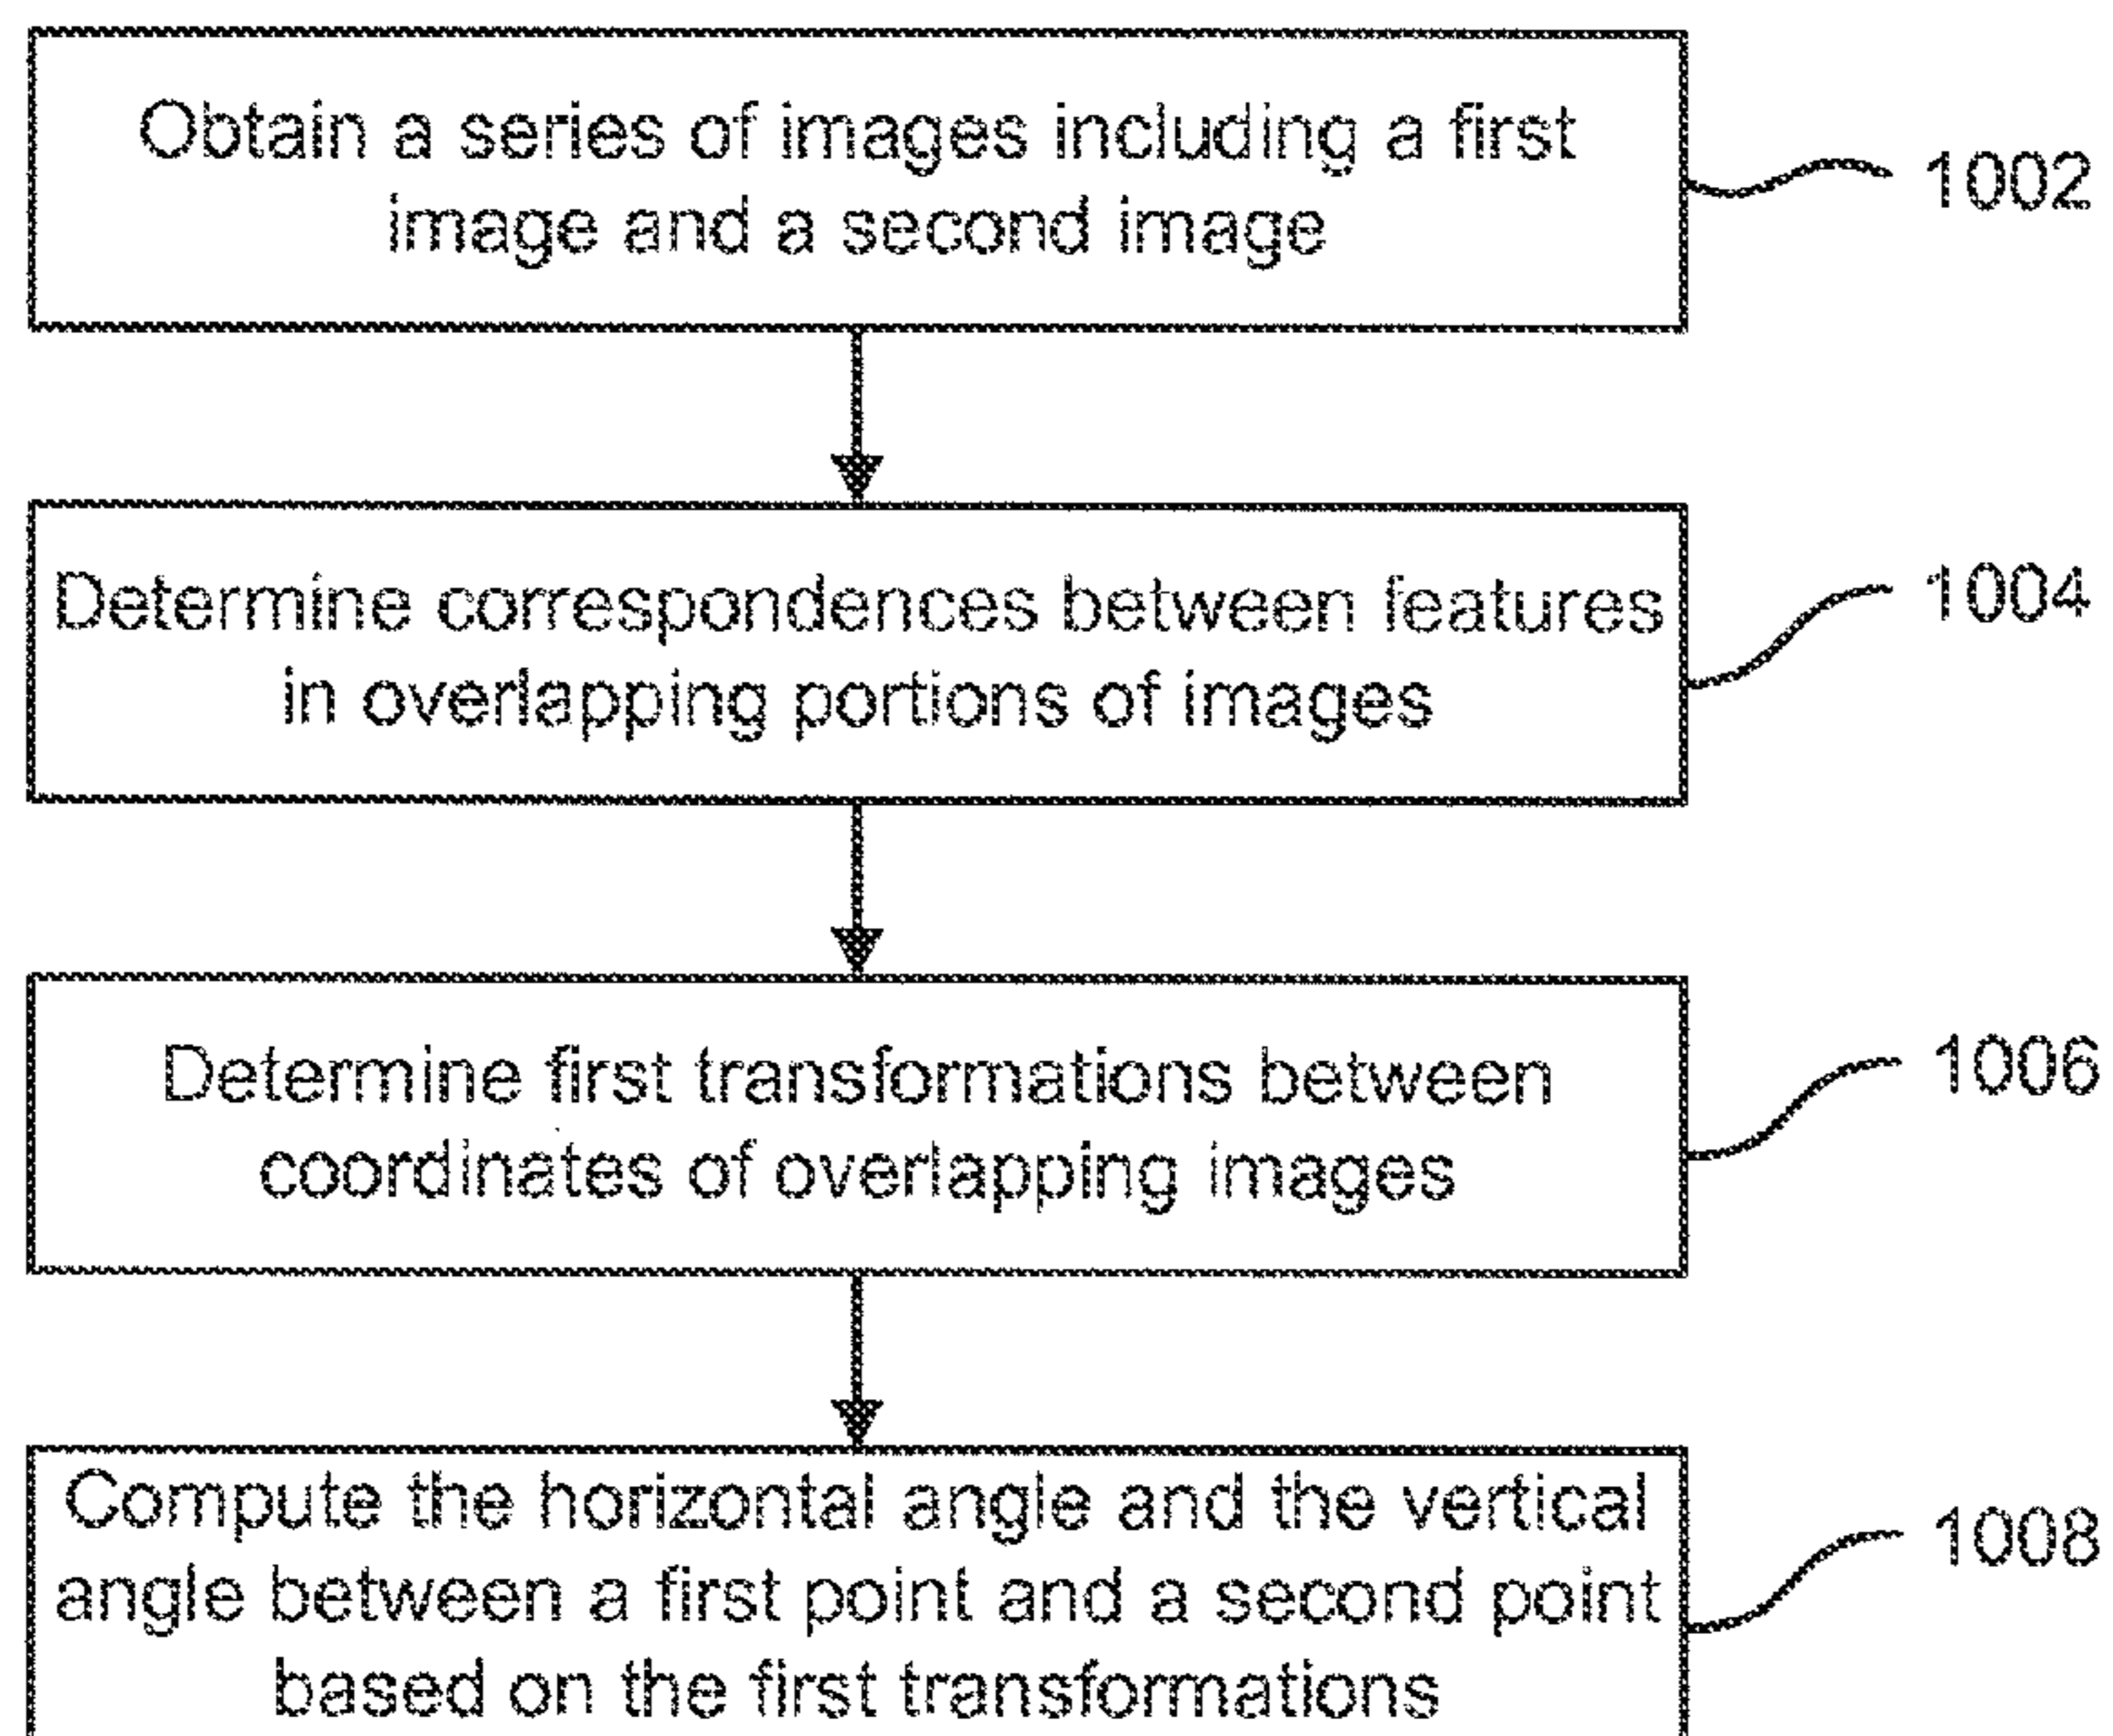 Obtain a series of images including a first
image and a second image
1002
Determine correspondences between features
in overlapping portions of images
1004
Determine first transformations between
coordinates of overlapping images
1006
Compute the horizontal angle and the vertical
angle between a first point and a second point
based on the first transformations
1008